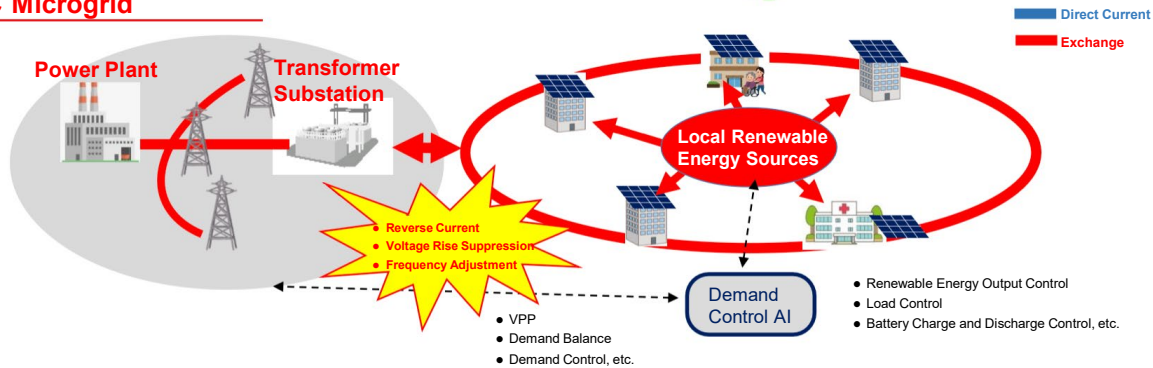 Microgrid
Direct Current
Exchange
Power Plant
Transformer
Substation
Local Renewable
Energy Sources
● Reverse Current
● Voltage Rise Suppression
● Frequency Adjustment
Demand
Control AI
● Renewable Energy Output Control
● Load Control
● Battery Charge and Discharge Control, etc.
● VPP
● Demand Balance
● Demand Control, etc.